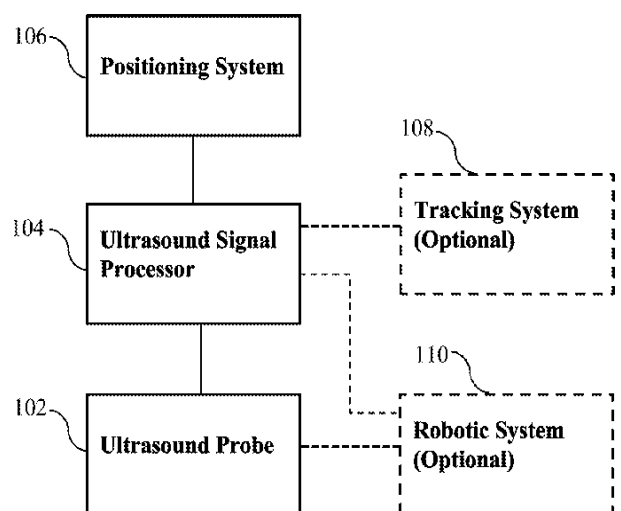 106
Positioning System
108
Tracking System
(Optional)
104
Ultrasound Signal
Processor
110
102
Ultrasound Probe
Robotic System
(Optional)